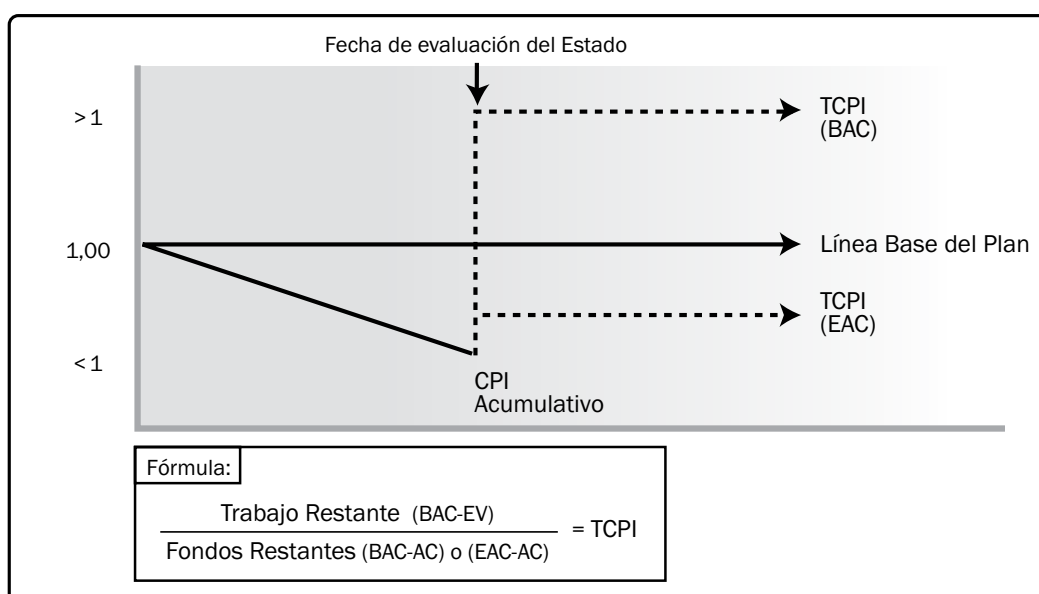 Fecha de evaluación del Estado
> 1
TCPI
(BAC)
1,00
Línea Base del Plan
TCPI
(EAC)
< 1
CPI
Acumulativo
Fórmula:
Trabajo Restante (BAC-EV)
= TCPI
Fondos Restantes (BAC-AC) o (EAC-AC)